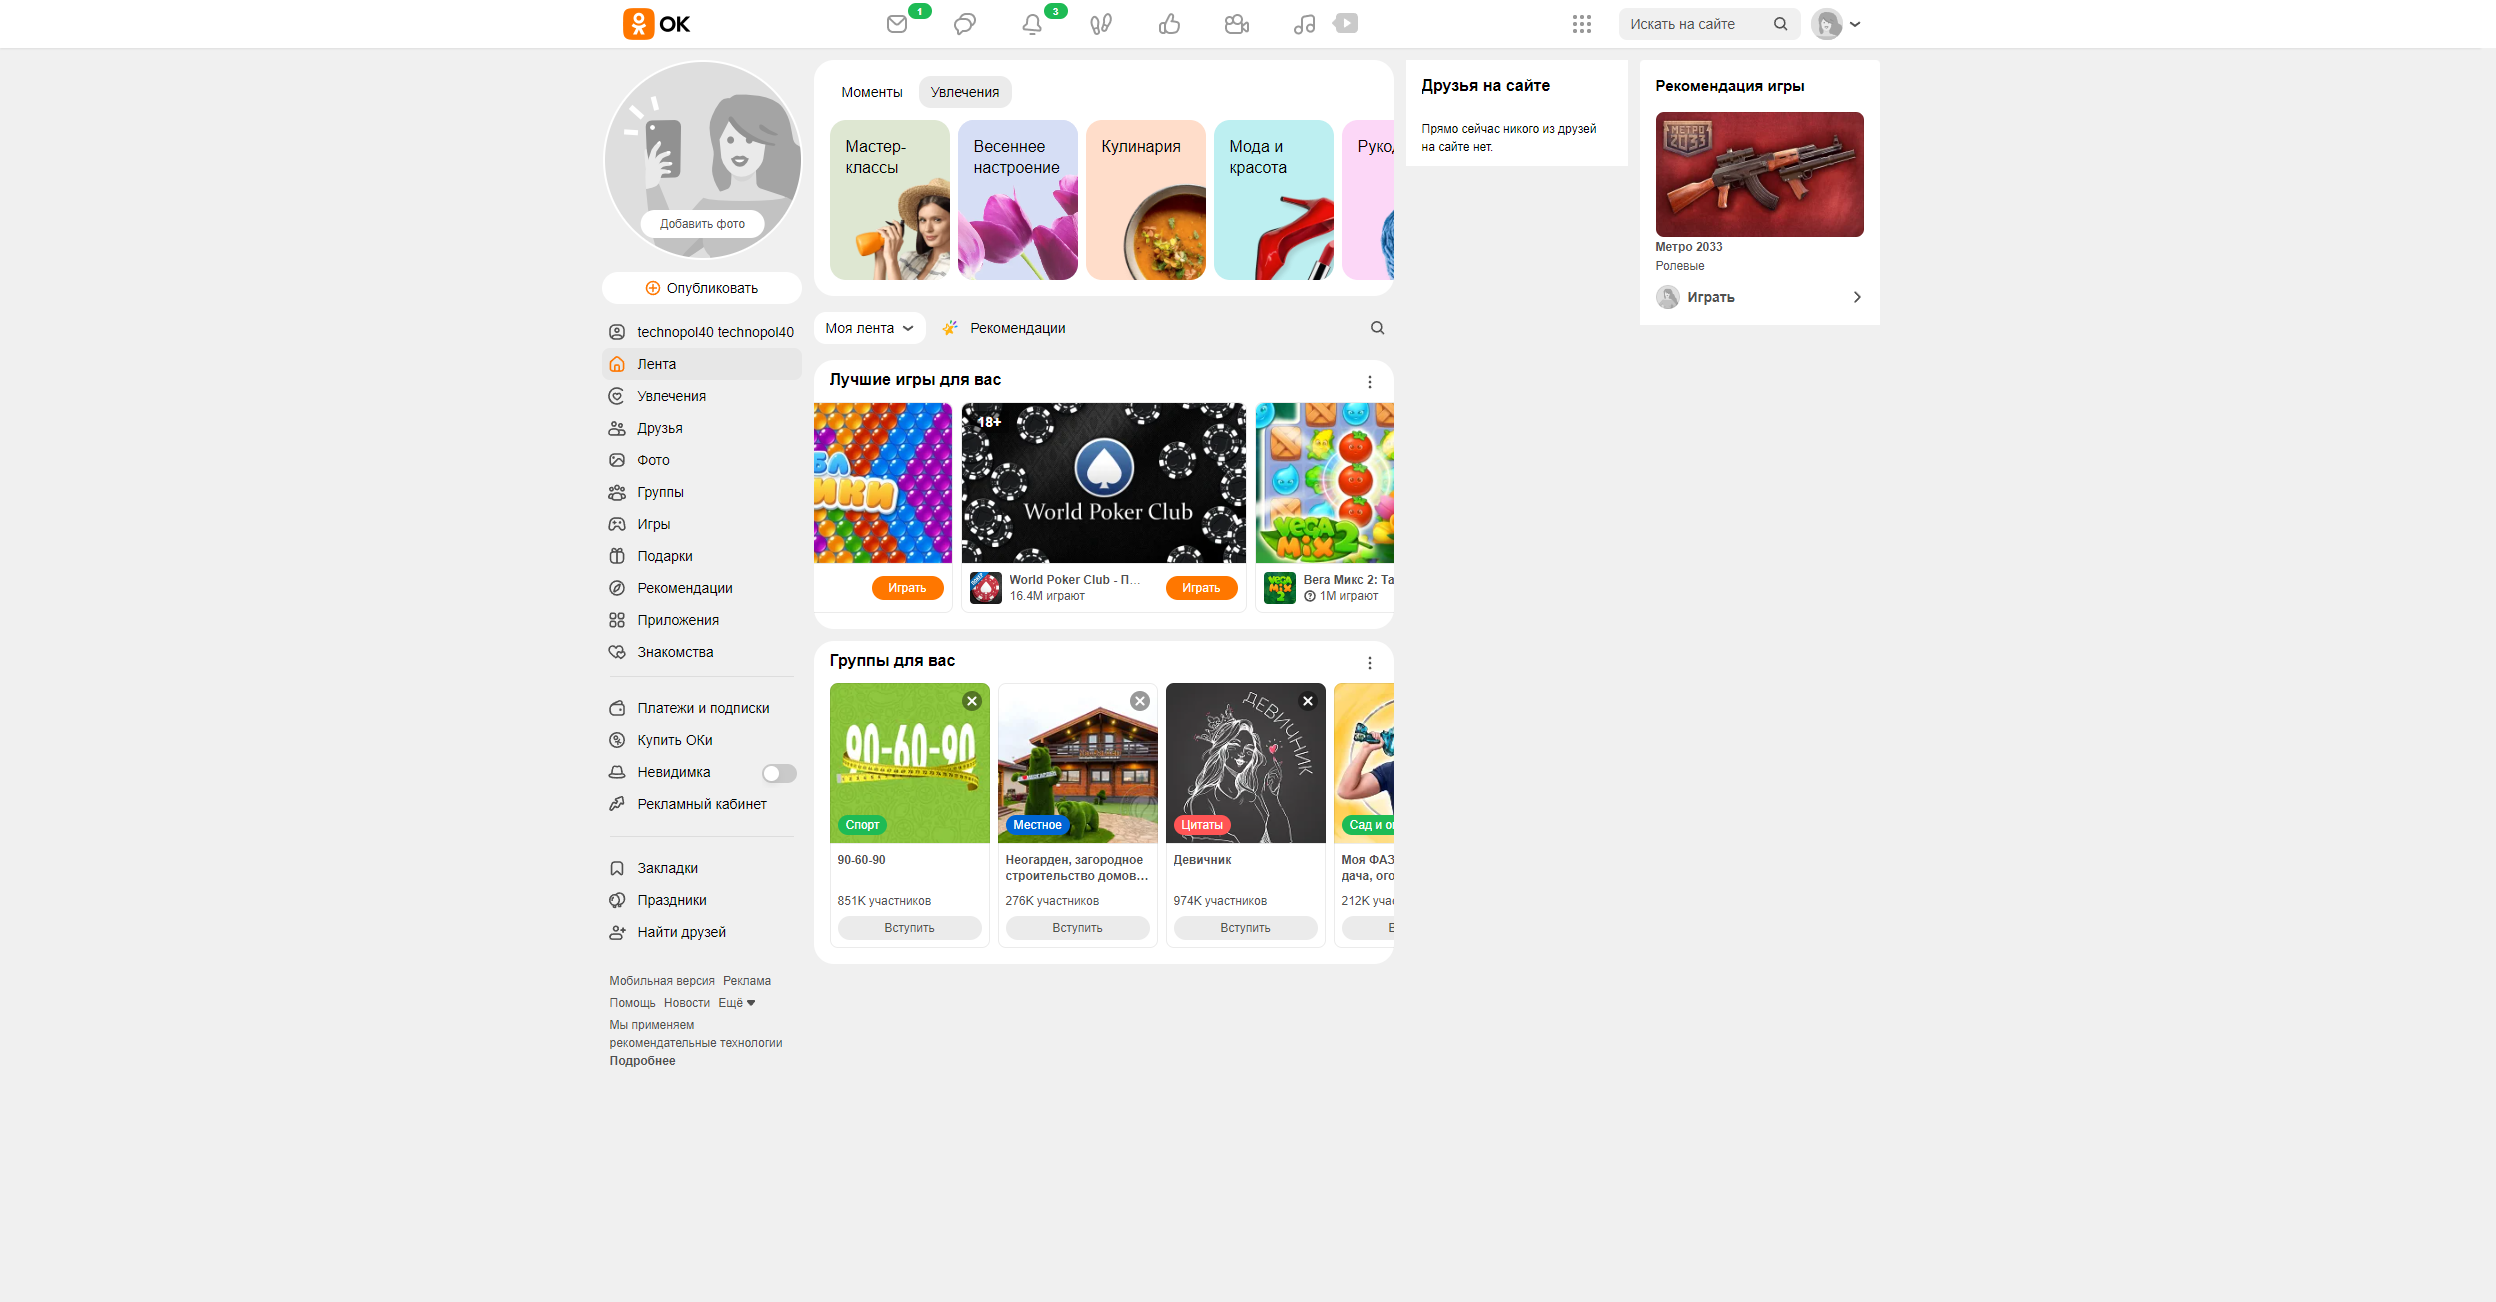 ОК
1
3
Искать на сайте
Добавить фото
Опубликовать
technopol40 technopol40
Лента
Увлечения
Друзья
Фото
Группы
Игры
Подарки
Рекомендации
Приложения
Знакомства
Платежи и подписки
Купить ОКи
Невидимка
Рекламный кабинет
Закладки
Праздники
Найти друзей
Мобильная версия Реклама
Помощь Новости Ещё
Мы применяем
рекомендательные технологии
Подробнее
Моменты
Увлечения
Мастер-
классы
Весеннее
настроение
Кулинария
Мода и
красота
Моя лента
Рекомендации
Лучшие игры для вас
Играть
18+
World Poker Club
World Poker Club - П...
16.4M играют
Играть
VEGA
MIX 2
Вега Микс 2: Та
1M играют
Группы для вас
90-60-90
Спорт
90-60-90
851K участников
Вступить
Местное
Неогарден, загородное
строительство домов...
276K участников
Вступить
ДЕВИЧНИК
Цитаты
Девичник
974K участников
Вступить
Сад и
Моя ФАЗ
дача, ого
212K учас
Друзья на сайте
Прямо сейчас никого из друзей
на сайте нет.
Рекомендация игры
МЕТРО
2033
Метро 2033
Ролевые
Играть